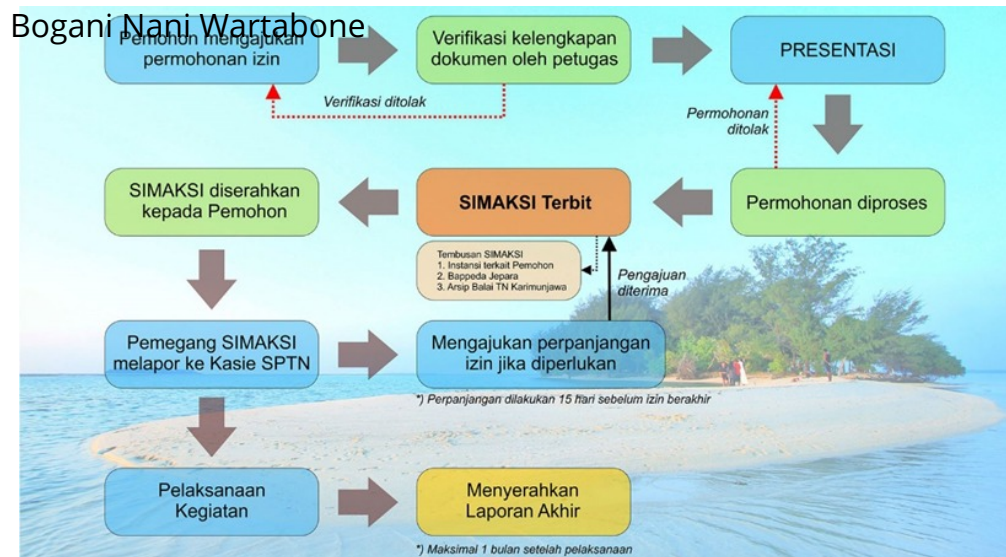 Bogani Nani Wartabone
Pemohon mengajukan
permohonan izin
Verifikasi kelengkapan
dokumen oleh petugas
PRESENTASI
Verifikasi ditolak
Permohonan
ditolak
SIMAKSI diserahkan
kepada Pemohon
SIMAKSI Terbit
Permohonan diproses
Tembusan SIMAKSI
1. Instansi terkait Pemohon
2. Bappeda Jepara
3. Arsip Balai TN Karimunjawa
Pengajuan
diterima
Pemegang SIMAKSI
melapor ke Kasie SPTN
Mengajukan perpanjangan
izin jika diperlukan
*) Perpanjangan dilakukan 15 hari sebelum izin berakhir
Pelaksanaan
Kegiatan
Menyerahkan
Laporan Akhir
*) Maksimal 1 bulan setelah pelaksanaan